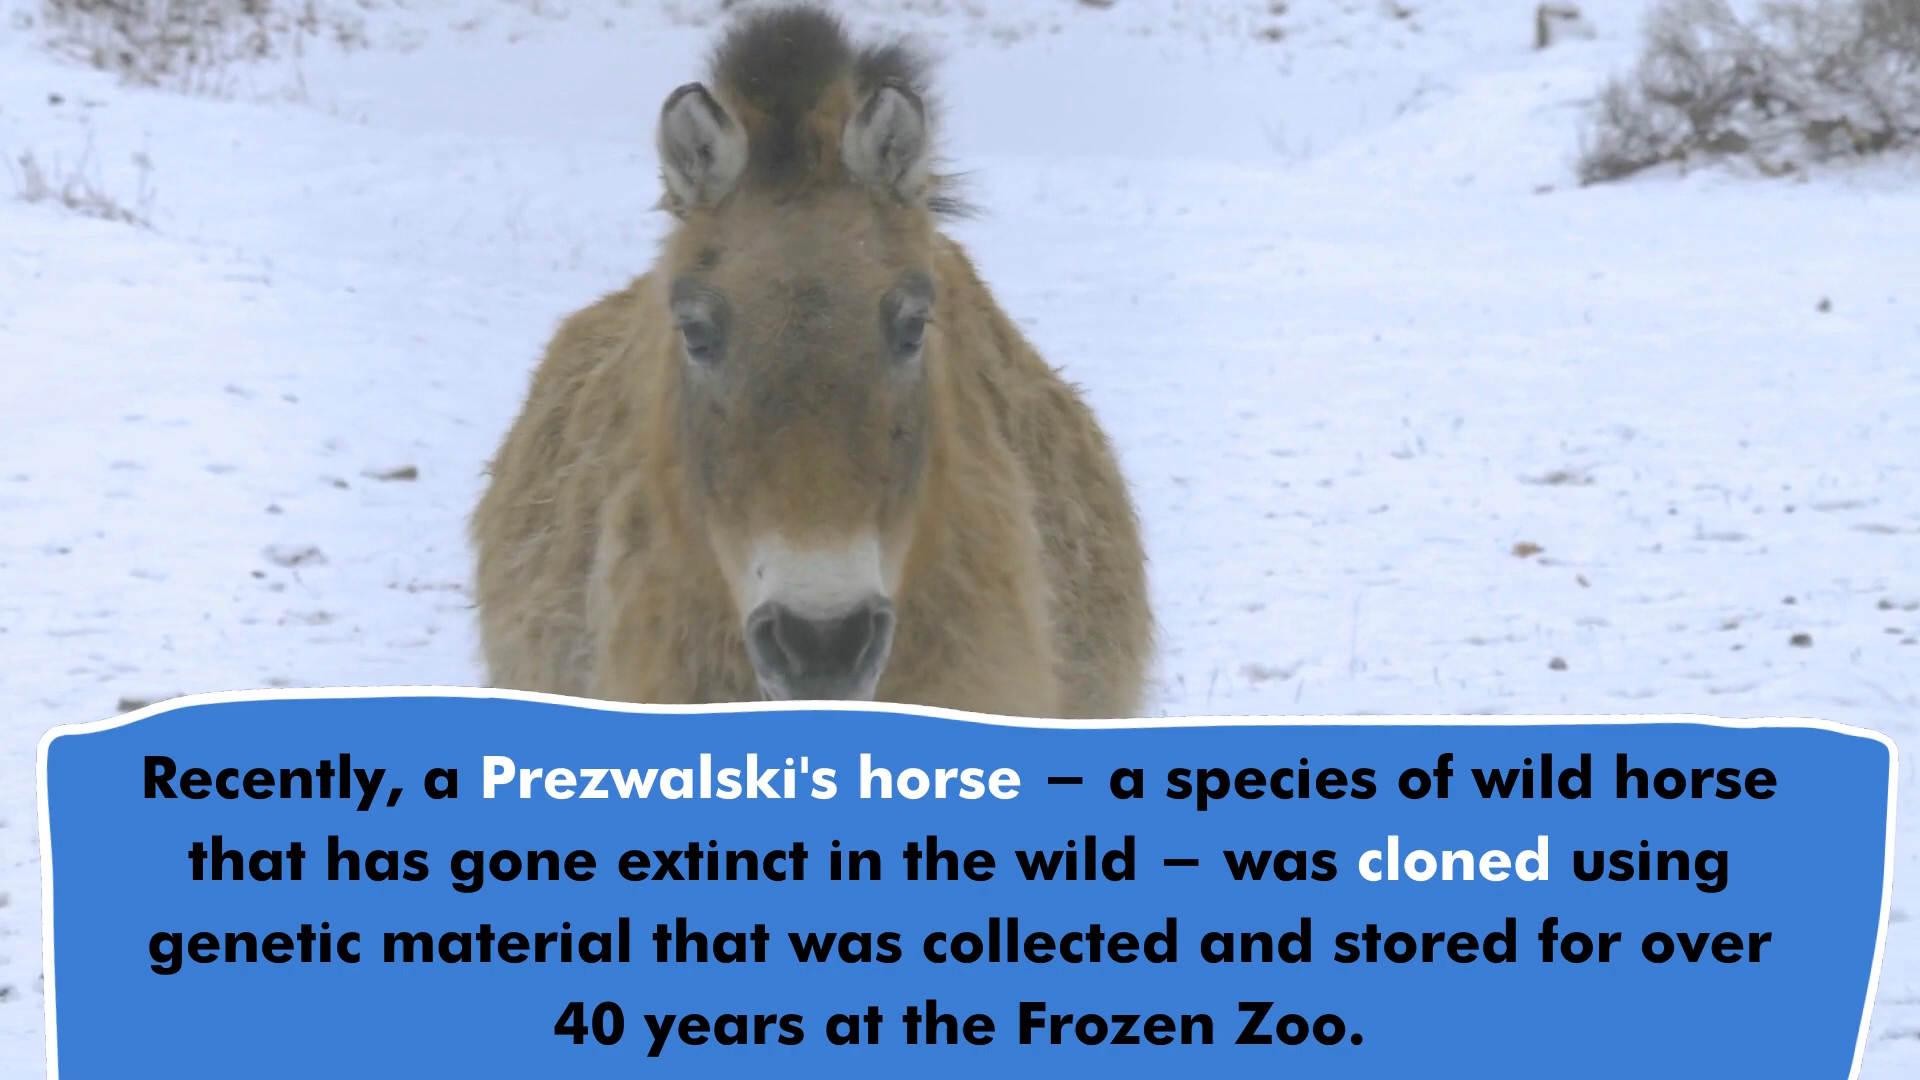 Recently, a Prezwalski's horse – a species of wild horse
that has gone extinct in the wild – was cloned using
genetic material that was collected and stored for over
40 years at the Frozen Zoo.